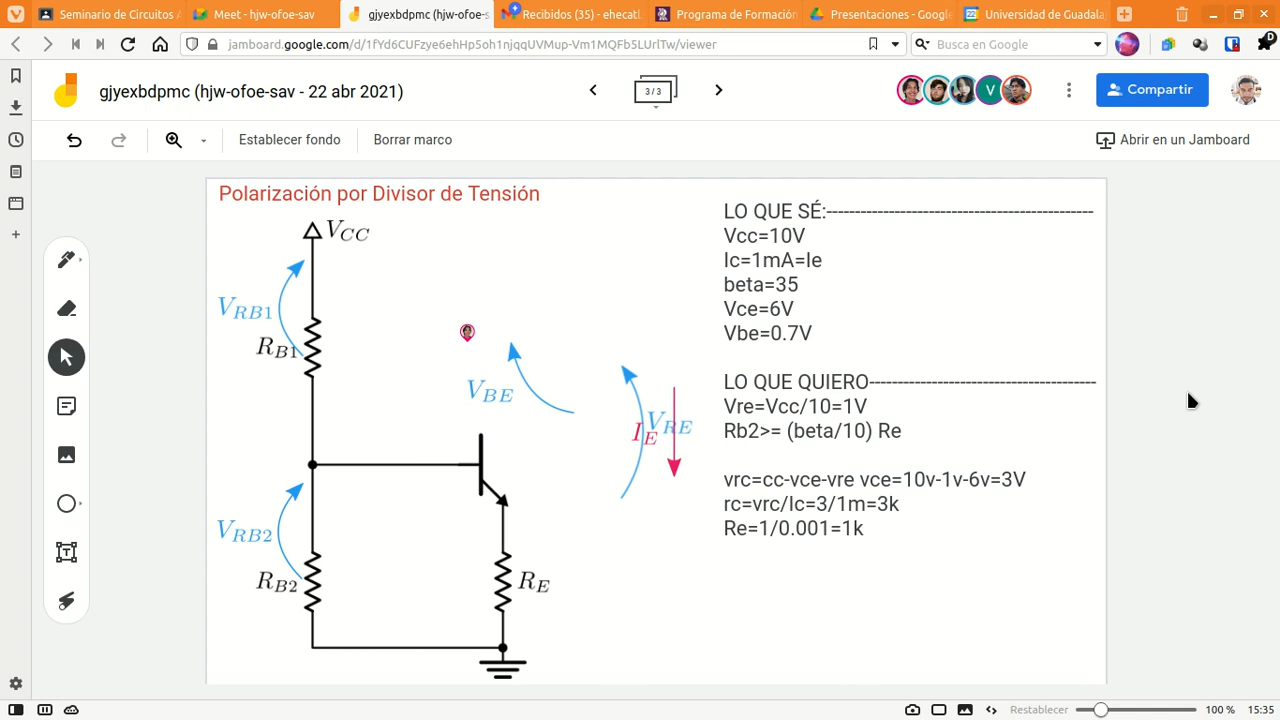 Seminario de Circuitos
Meet - hjw-ofoe-sav
gjyexbdpmc (hjw-ofoe-s
Recibidos (35) - ehecatl
Programa de Formación
Presentaciones - Google
22
Universidad de Guadala
jamboard.google.com/d/1fYd6CUFzee6ehHp5oh1njqqUVMup-Vm1MQFb5LUrlTw/viewer
Busca en Google
D
gjyexbdpmc (hjw-ofoe-sav - 22 abr 2021)
3/3
V
Compartir
Establecer fondo
Borrar marco
Abrir en un Jamboard
Polarización por Divisor de Tensión
VCC
VRB1
RB1
VBE
VRE
IE
VRB2
RB2
RE
LO QUE SÉ:----------------------------------------------
Vcc=10V
Ic=1mA=Ie
beta=35
Vce=6V
Vbe=0.7V
LO QUE QUIERO---------------------------------------
Vre=Vcc/10=1V
Rb2>= (beta/10) Re
vrc=cc-vce-vre vce=10v-1v-6v=3V
rc=vrc/Ic=3/1m=3k
Re=1/0.001=1k
Restablecer
100 %
15:35